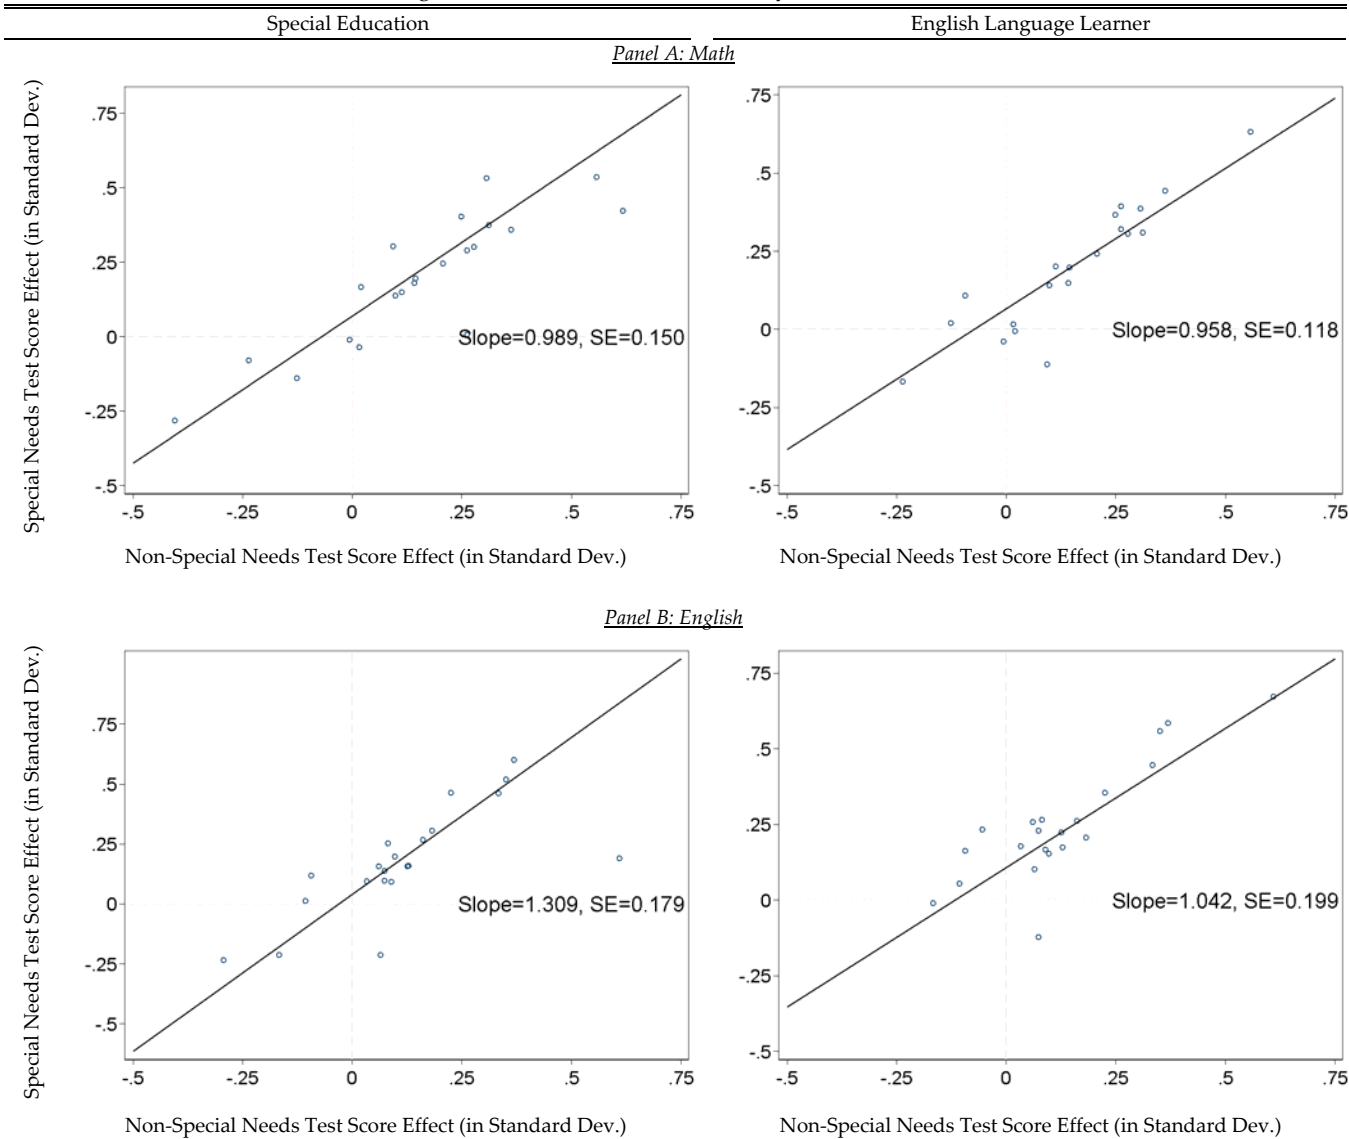 Special Education
English Language Learner
Panel A: Math
Special Needs Test Score Effect (in Standard Dev.)
.75
.5
.25
0
-.25
-.5
Slope=0.989, SE=0.150
-.5 -.25 0 .25 .5 .75
Non-Special Needs Test Score Effect (in Standard Dev.)
.75
.5
.25
0
-.25
-.5
Slope=0.958, SE=0.118
-.5 -.25 0 .25 .5 .75
Non-Special Needs Test Score Effect (in Standard Dev.)
Panel B: English
Special Needs Test Score Effect (in Standard Dev.)
.75
.5
.25
0
-.25
-.5
Slope=1.309, SE=0.179
-.5 -.25 0 .25 .5 .75
Non-Special Needs Test Score Effect (in Standard Dev.)
.75
.5
.25
0
-.25
-.5
Slope=1.042, SE=0.199
-.5 -.25 0 .25 .5 .75
Non-Special Needs Test Score Effect (in Standard Dev.)